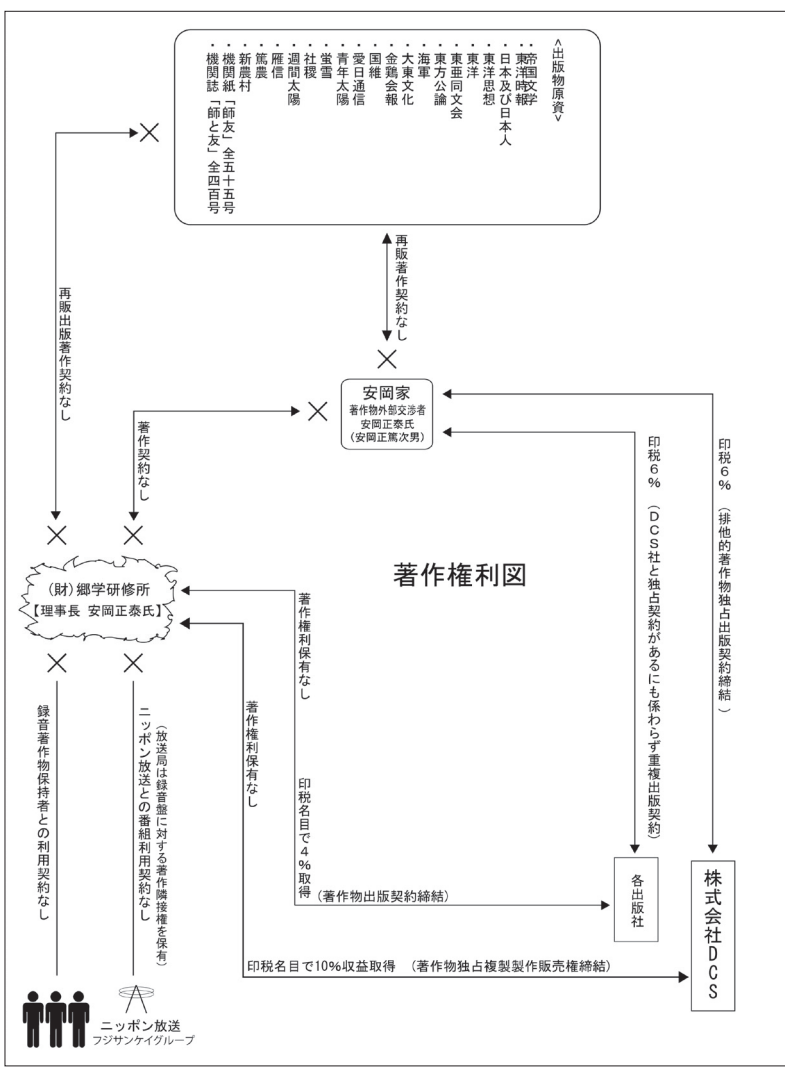 <出版物原資>
・帝国文学
・東洋時報
・日本及び日本人
・東洋思想
・東洋
・東亜同文会
・東方公論
・海軍
・大東文化
・金鶏会報
・国維
・愛日通信
・青年太陽
・蛍雪
・社稷
・週間太陽
・雁信
・篤農
・新農村
・機関紙「師友」全五十五号
・機関誌「師と友」全四百号
再販著作契約なし
再販出版著作契約なし
著作契約なし
安岡家
著作物外部交渉者
安岡正泰氏
(安岡正篤次男)
印税6%（排他的著作物独占出版契約締結）
印税6%（DCS社と独占契約があるにも係わらず重複出版契約）
著作権利図
(財)郷学研修所
【理事長 安岡正泰氏】
著作権利保有なし
印税名目で4%取得
(著作物出版契約締結)
著作権利保有なし
印税名目で10%収益取得 (著作物独占複製製作販売権締結)
各出版社
株式会社DCS
録音著作物保持者との利用契約なし
ニッポン放送との番組利用契約なし
（放送局は録音盤に対する著作隣接権を保有）
ニッポン放送
フジサンケイグループ